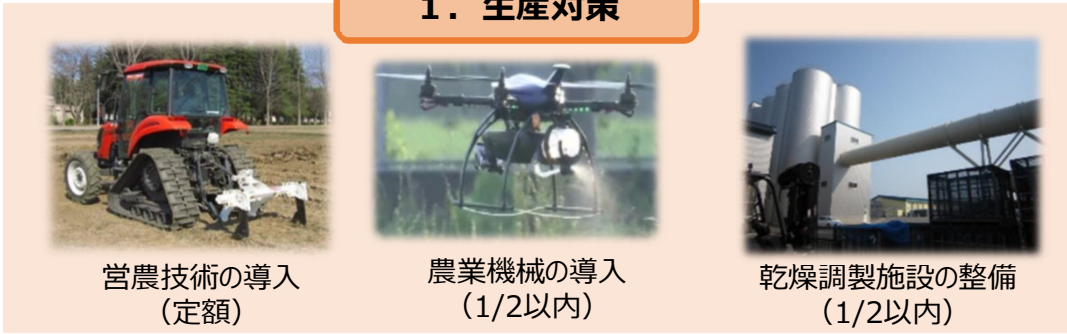 1．生産対策
営農技術の導入
（定額）
農業機械の導入
（1/2以内）
乾燥調製施設の整備
（1/2以内）